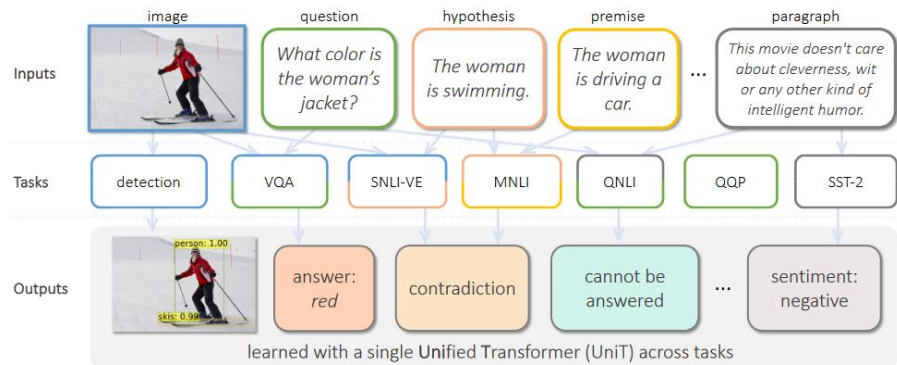 image question hypothesis premise paragraph
Inputs
What color is
the woman's
jacket?
The woman
is swimming.
The woman
is driving a
car.
...
This movie doesn't care
about cleverness, wit
or any other kind of
intelligent humor.
Tasks
detection VQA SNLI-VE MNLI QNLI QQP SST-2
Outputs
person: 1.00
skis: 0.99
answer:
red
contradiction
cannot be
answered
...
sentiment:
negative
learned with a single Unified Transformer (UniT) across tasks